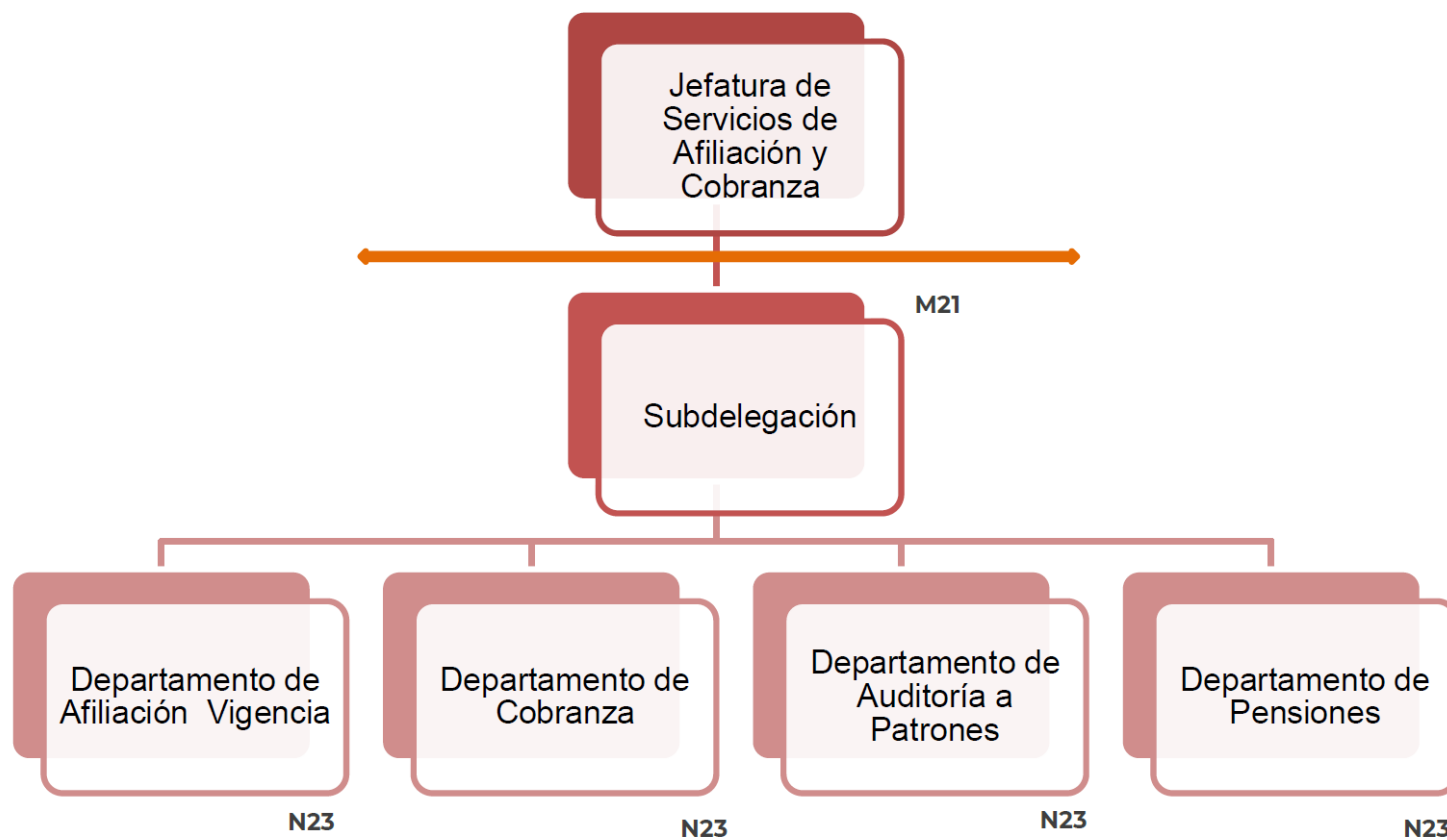 Jefatura de
Servicios de
Afiliación y
Cobranza
M21
Subdelegación
Departamento de
Afiliación Vigencia
N23
Departamento de
Cobranza
N23
Departamento de
Auditoría a
Patrones
N23
Departamento de
Pensiones
N23